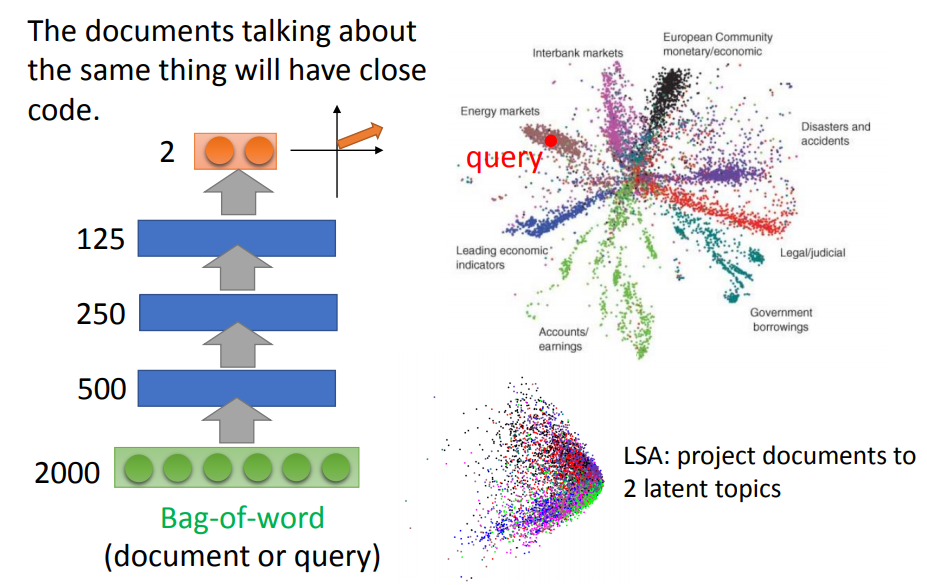 The documents talking about
the same thing will have close
code.
2
125
250
500
2000
Bag-of-word
(document or query)
Interbank markets
European Community
monetary/economic
Energy markets
query
Disasters and
accidents
Leading economic
indicators
Legal/judicial
Government
borrowings
Accounts/
earnings
LSA: project documents to
2 latent topics